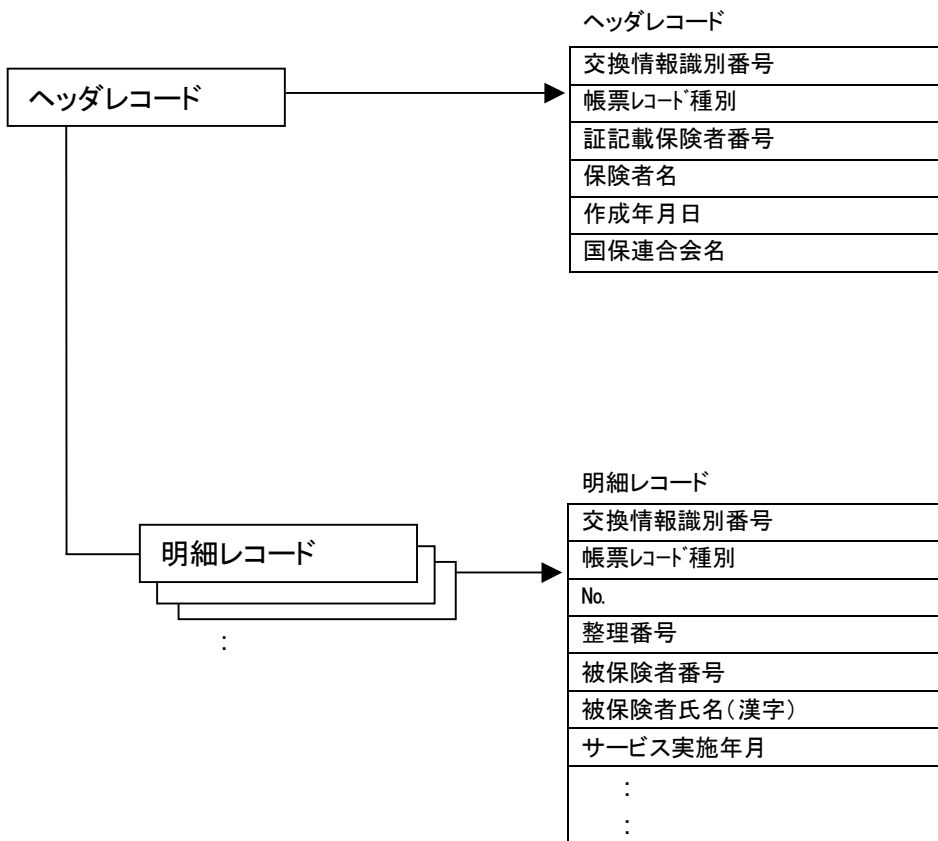 ヘッダレコード
ヘッダレコード
交換情報識別番号
帳票ﾚｺｰﾄﾞ種別
証記載保険者番号
保険者名
作成年月日
国保連合会名
明細レコード
明細レコード
:
交換情報識別番号
帳票ﾚｺｰﾄﾞ種別
№
整理番号
被保険者番号
被保険者氏名(漢字)
サービス実施年月
:
: